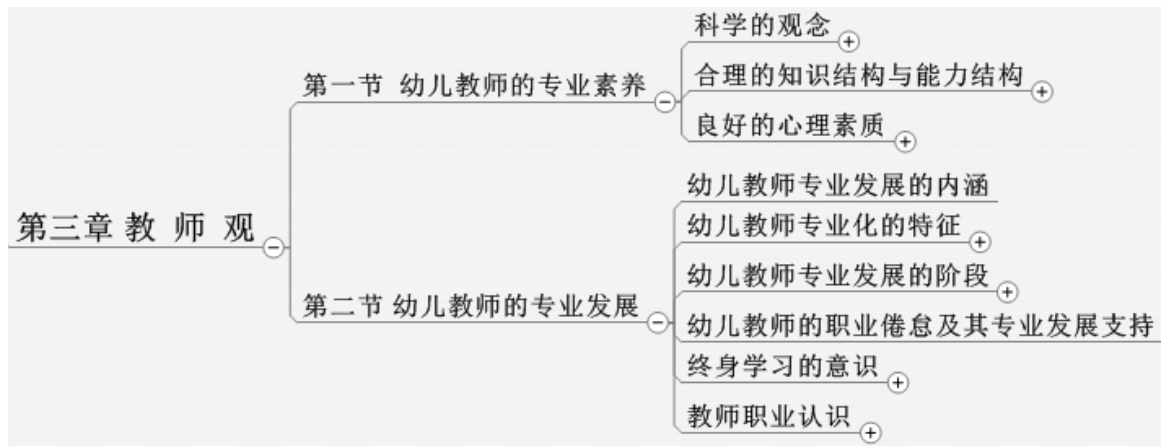 科学的观念
第一节 幼儿教师的专业素养
合理的知识结构与能力结构
良好的心理素质
第三章 教 师 观
幼儿教师专业发展的内涵
幼儿教师专业化的特征
幼儿教师专业发展的阶段
第二节 幼儿教师的专业发展
幼儿教师的职业倦怠及其专业发展支持
终身学习的意识
教师职业认识